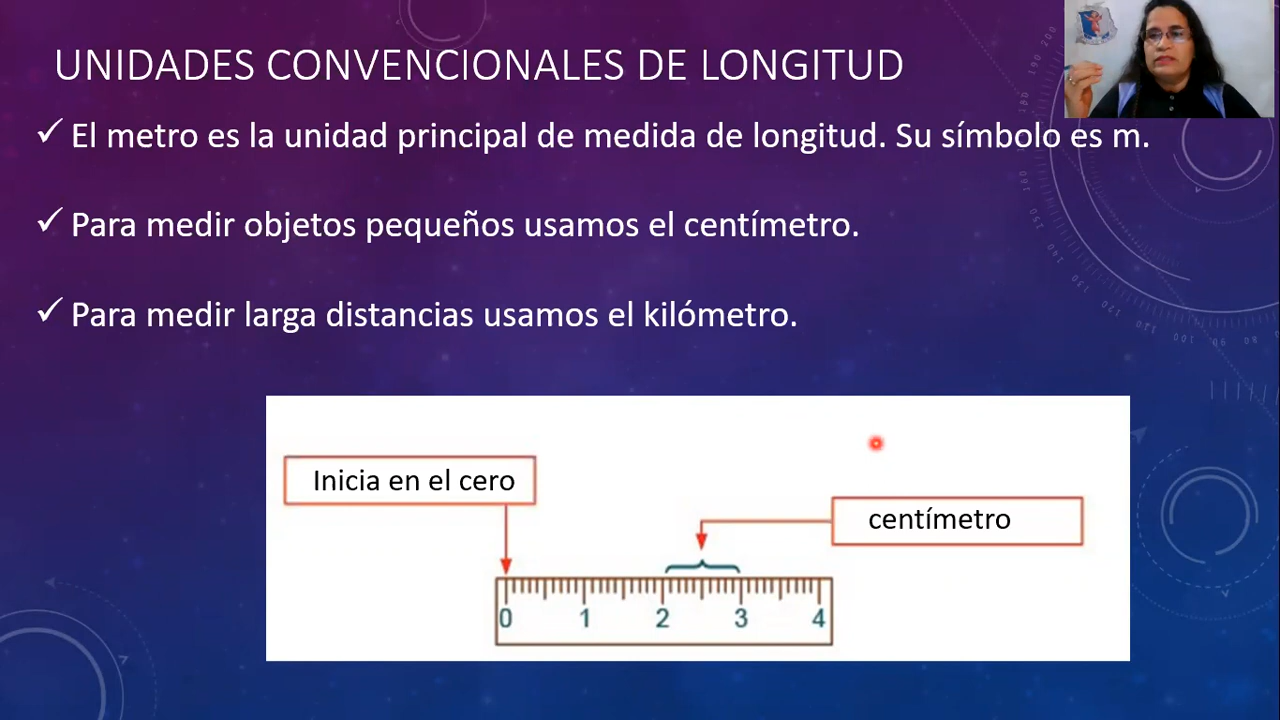 UNIDADES CONVENCIONALES DE LONGITUD
✓ El metro es la unidad principal de medida de longitud. Su símbolo es m.
✓ Para medir objetos pequeños usamos el centímetro.
✓ Para medir larga distancias usamos el kilómetro.
Inicia en el cero
centímetro
0 1 2 3 4